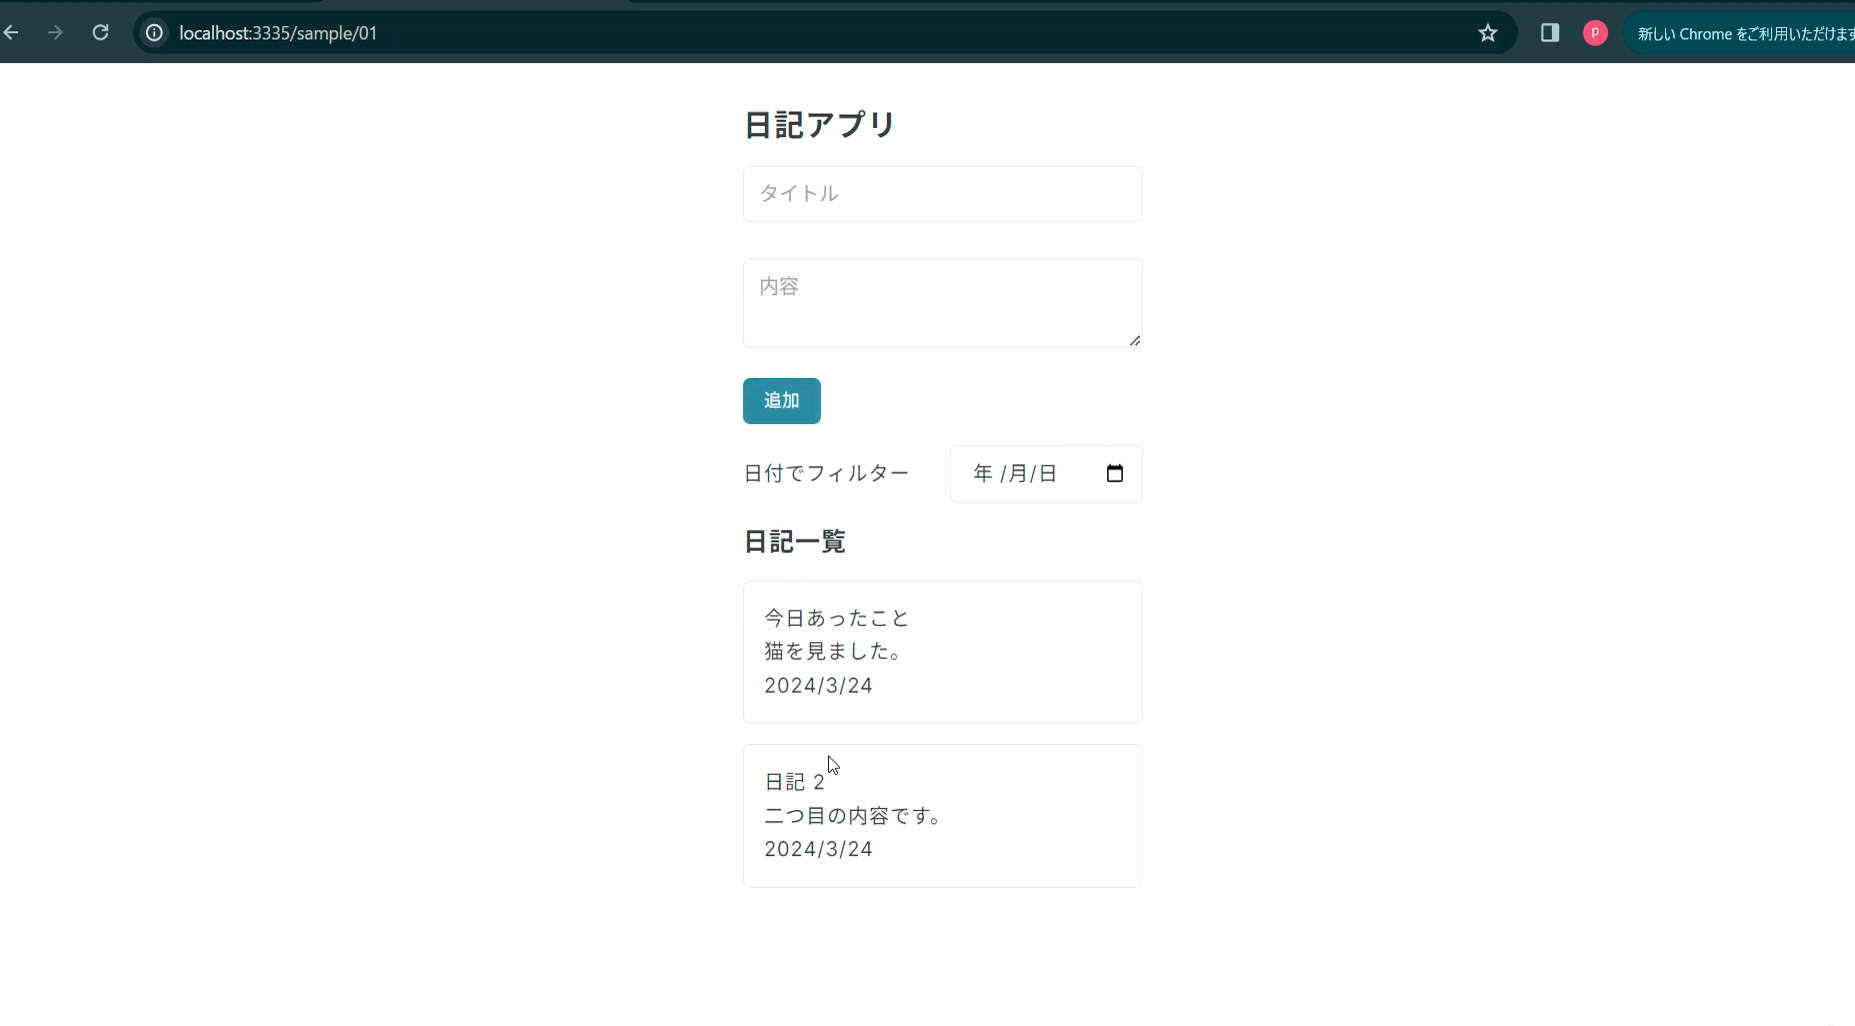 localhost:3335/sample/01
P
新しい Chrome をご利用いただけます
日記アプリ
タイトル
内容
追加
日付でフィルター
年 /月/日
日記一覧
今日あったこと
猫を見ました。
2024/3/24
日記 2
二つ目の内容です。
2024/3/24